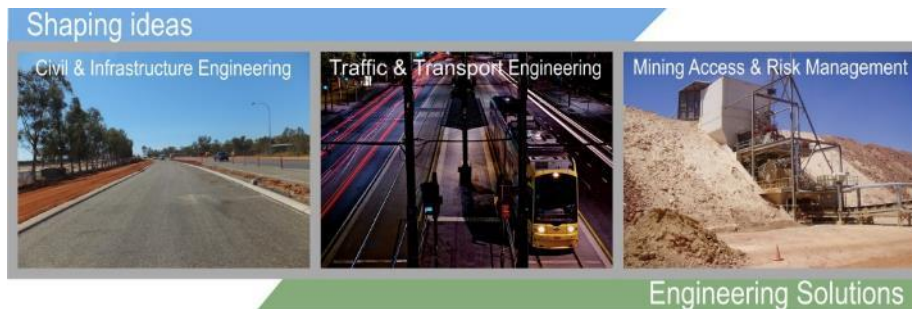 Shaping ideas
Civil & Infrastructure Engineering
Traffic & Transport Engineering
Mining Access & Risk Management
Engineering Solutions